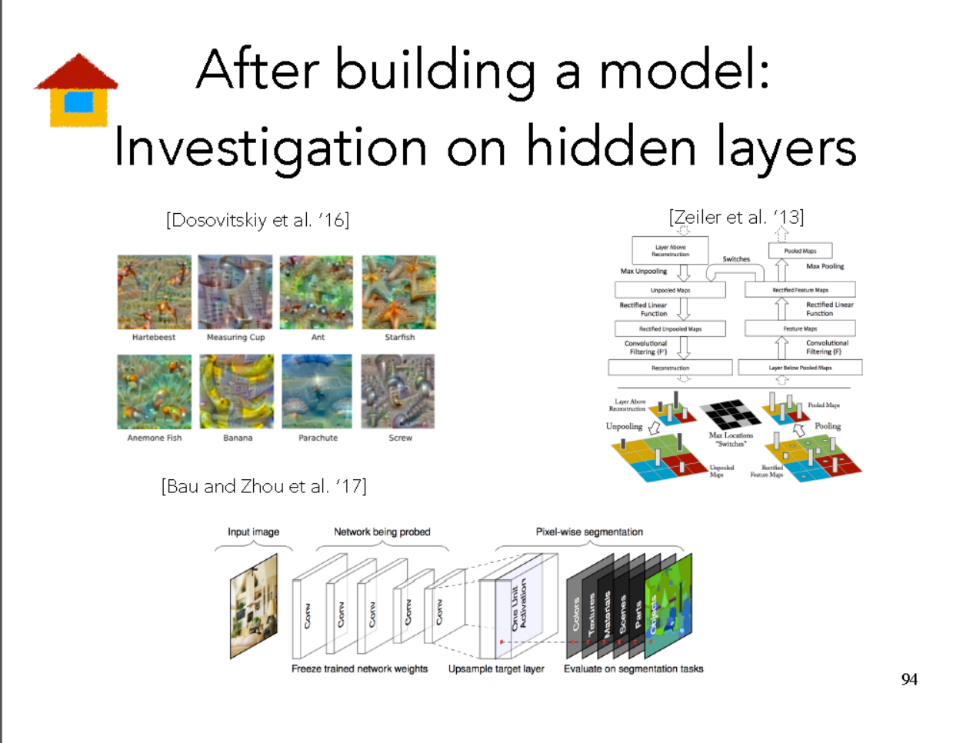 After building a model:
Investigation on hidden layers
[Dosovitskiy et al. ‘16]
Hartebeest
Measuring Cup
Ant
Starfish
Anemone Fish
Banana
Parachute
Screw
[Zeiler et al. ‘13]
Layer Above
Reconstruction
Switches
Pooled Maps
Max Unpooling
Max Pooling
Unpooled Maps
Rectified Feature Maps
Rectified Linear
Function
Rectified Linear
Function
Rectified Unpooled Maps
Feature Maps
Convolutional
Filtering {F'}
Convolutional
Filtering {F}
Reconstruction
Layer Below Pooled Maps
Layer Above
Reconstruction
Pooled Maps
Unpooling
Max Locations
"Switches"
Pooling
Unpooled
Maps
Rectified
Feature Maps
[Bau and Zhou et al. ‘17]
Input image
Network being probed
Pixel-wise segmentation
Conv
Conv
Conv
Conv
Conv
One Unit
Activation
Colors
Textures
Materials
Scenes
Parts
Objects
Freeze trained network weights
Upsample target layer
Evaluate on segmentation tasks
94